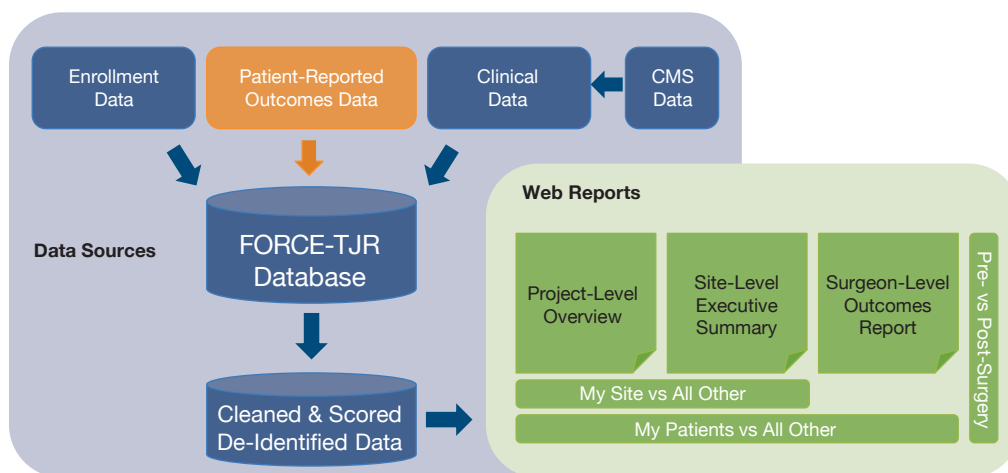 Enrollment
Data
Patient-Reported
Outcomes Data
Clinical
Data
CMS
Data
Data Sources
FORCE-TJR
Database
Cleaned & Scored
De-Identified Data
Web Reports
Project-Level
Overview
Site-Level
Executive
Summary
Surgeon-Level
Outcomes
Report
Pre- vs Post-Surgery
My Site vs All Other
My Patients vs All Other